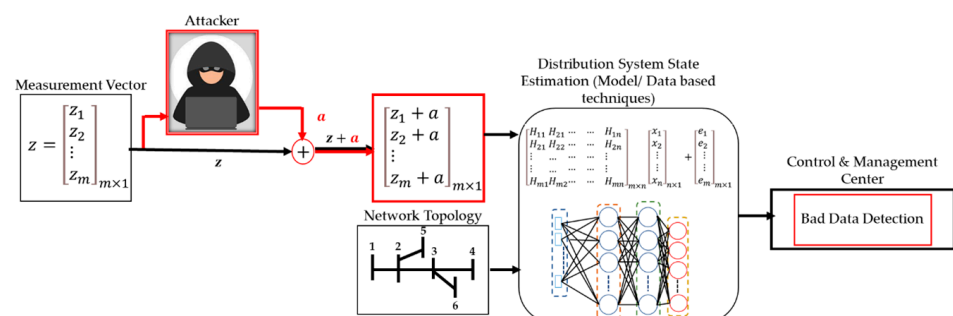 Attacker
Measurement Vector
z = [z₁ z₂ ⋮ zₘ]ₘₓ₁
a
z
+
z + a
[z₁ + a z₂ + a ⋮ zₘ + a]ₘₓ₁
Network Topology
1 2 3 4 5 6
Distribution System State
Estimation (Model/ Data based
techniques)
H₁₁ H₂₁ ... ... H₁ₙ
H₂₁ H₂₂ ... ... H₂ₙ
⋮ ... ... ... ⋮
⋮ ... ... ... ⋮
Hₘ₁ Hₘ₂ ... ... Hₘₙ
m×n
x₁
x₂
⋮
xₙ
n×1
+
e₁
e₂
⋮
eₘ
m×1
Control & Management
Center
Bad Data Detection